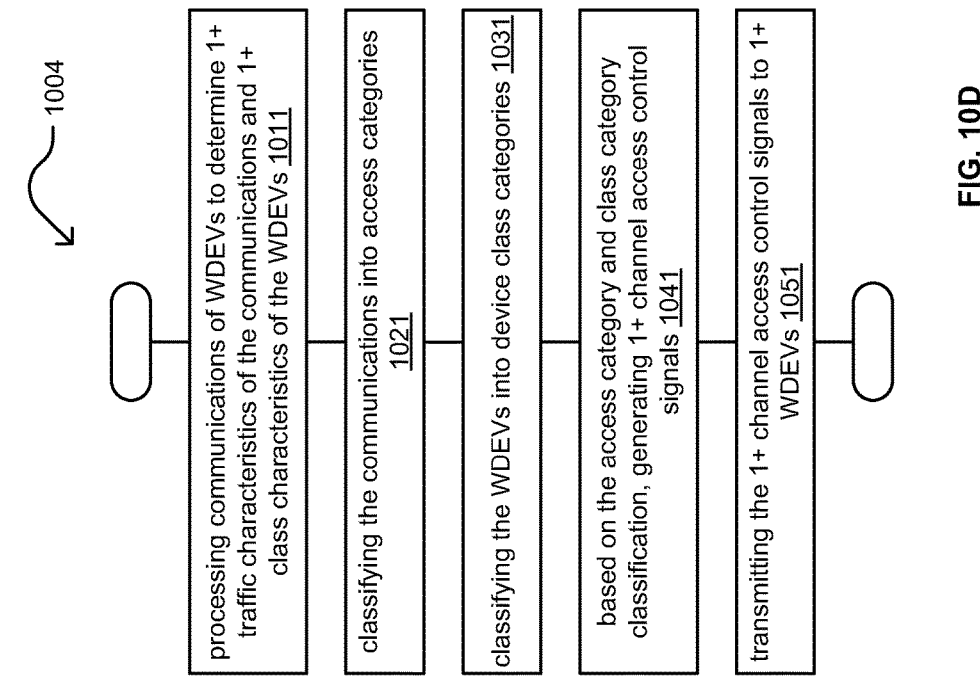 1004
processing communications of WDEVs to determine 1+
traffic characteristics of the communications and 1+
class characteristics of the WDEVs 1011
classifying the communications into access categories
1021
classifying the WDEVs into device class categories 1031
based on the access category and class category
classification, generating 1+ channel access control
signals 1041
transmitting the 1+ channel access control signals to 1+
WDEVs 1051
FIG. 10D